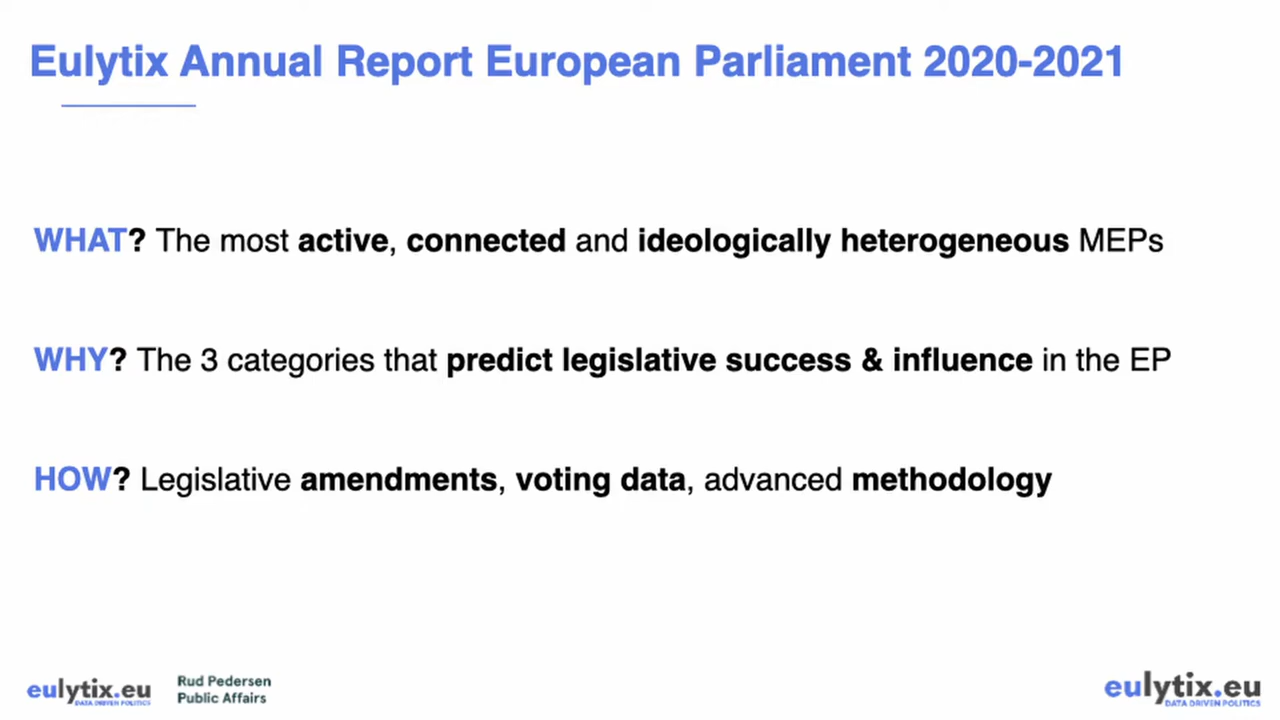 Eulytix Annual Report European Parliament 2020-2021
WHAT? The most active, connected and ideologically heterogeneous MEPs
WHY? The 3 categories that predict legislative success & influence in the EP
HOW? Legislative amendments, voting data, advanced methodology
eulytix.eu
DATA DRIVEN POLITICS
Rud Pedersen
Public Affairs
eulytix.eu
DATA DRIVEN POLITICS